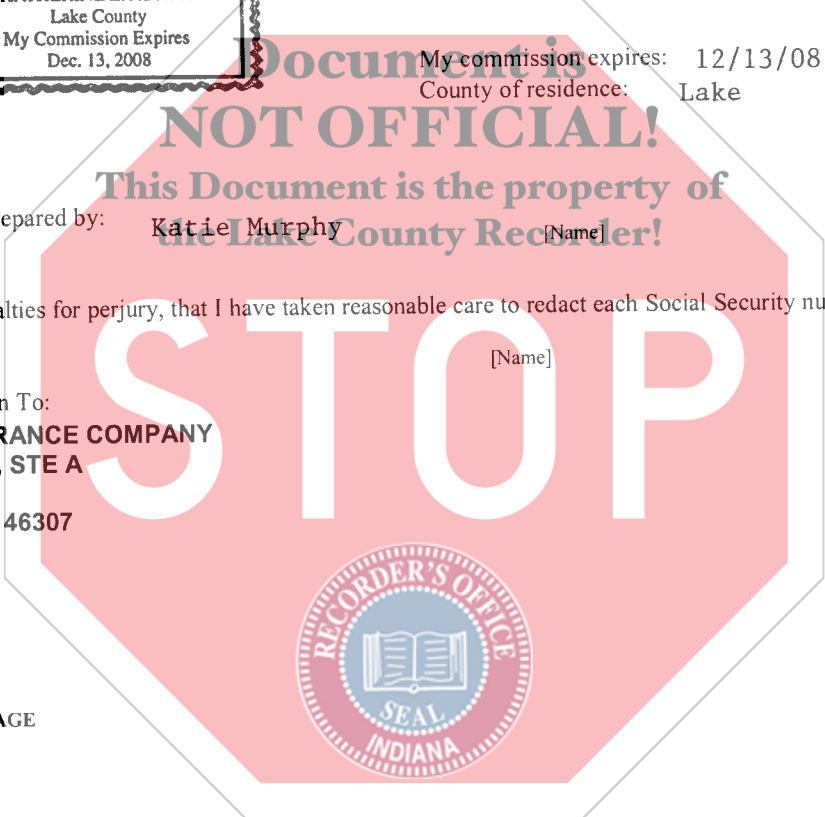 Lake County
My Commission Expires
Dec. 13, 2008
My commission expires: 12/13/08
County of residence: Lake
Document is
NOT OFFICIAL!
This Document is the property of
the Lake County Recorder!
epared by: Katie Murphy [Name]
alties for perjury, that I have taken reasonable care to redact each Social Security nu
[Name]
n To:
RANCE COMPANY
, STE A
46307
STOP
RECORDER'S OFFICE
SEAL
INDIANA
AGE